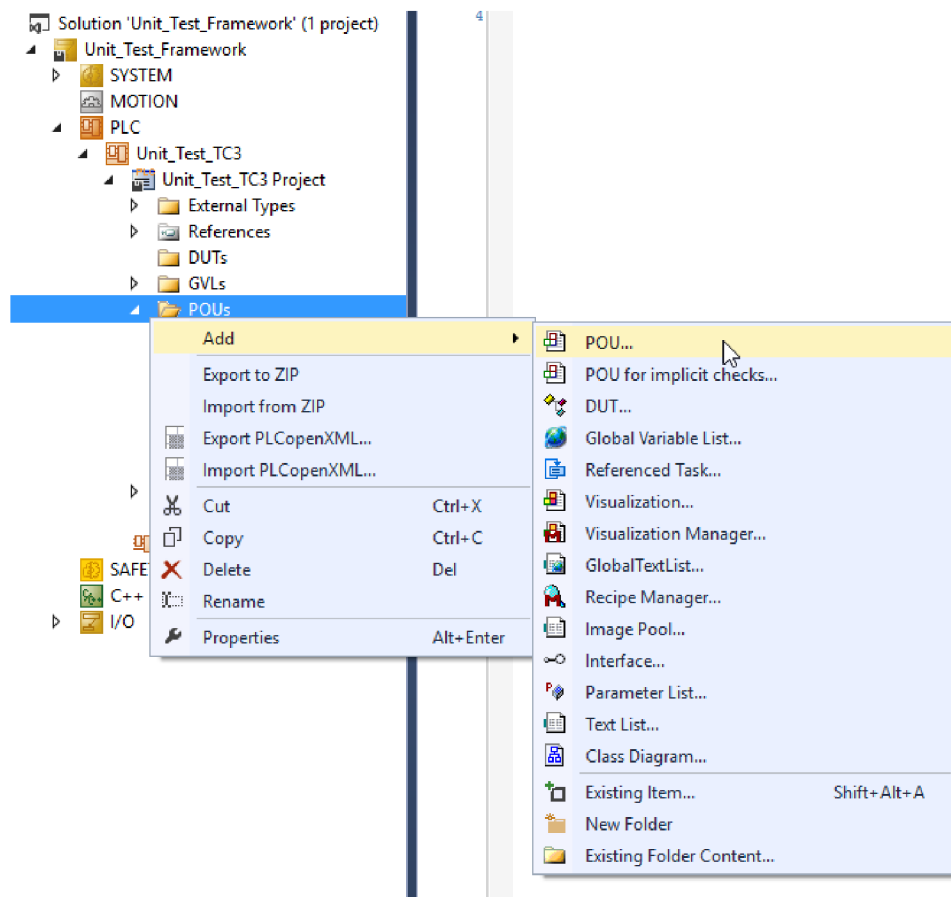 Solution 'Unit_Test_Framework' (1 project)
4
Unit_Test_Framework
SYSTEM
MOTION
PLC
Unit_Test_TC3
Unit_Test_TC3 Project
External Types
References
DUTs
GVLs
POUs
SAFE
C++
I/O
Add
Export to ZIP
Import from ZIP
Export PLCopenXML...
Import PLCopenXML...
Cut Ctrl+X
Copy Ctrl+C
Delete Del
Rename
Properties Alt+Enter
POU...
POU for implicit checks...
DUT...
Global Variable List...
Referenced Task...
Visualization...
Visualization Manager...
GlobalTextList...
Recipe Manager...
Image Pool...
Interface...
Parameter List...
Text List...
Class Diagram...
Existing Item... Shift+Alt+A
New Folder
Existing Folder Content...